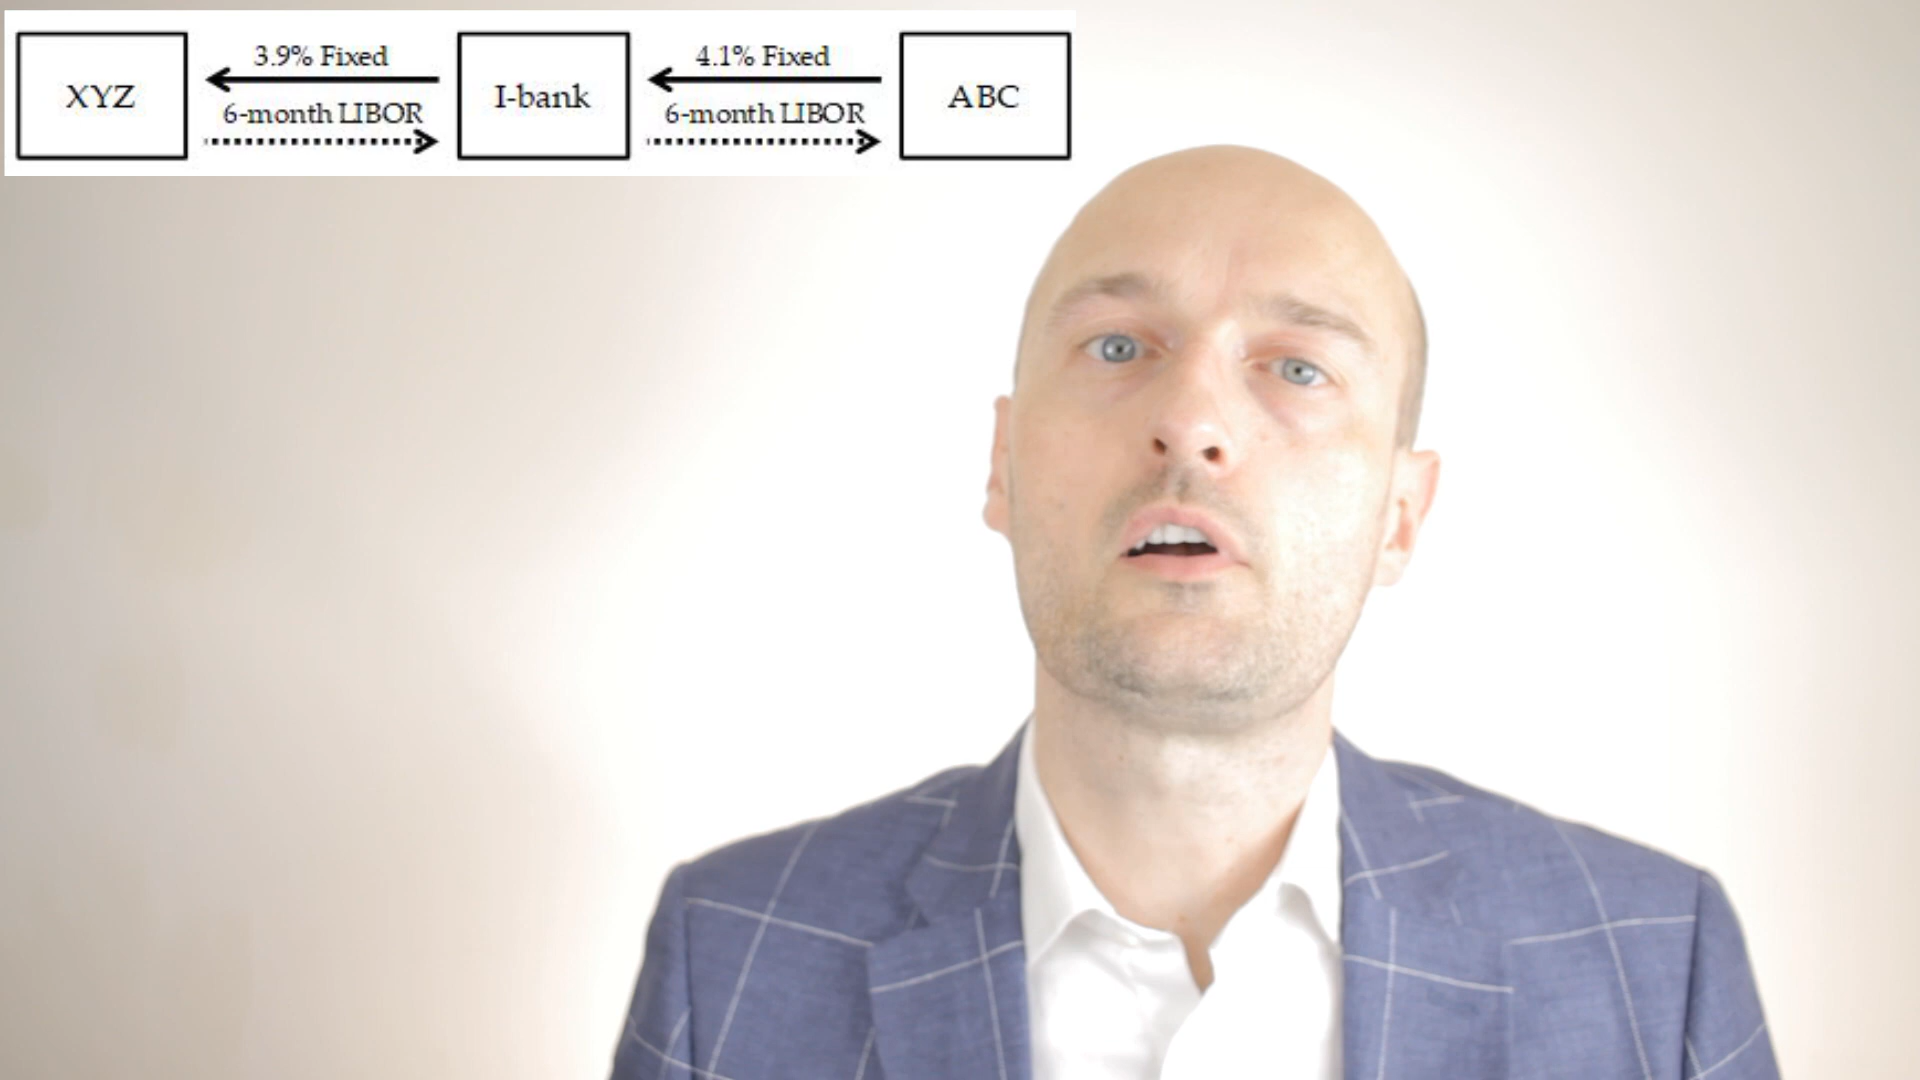 3.9% Fixed
4.1% Fixed
XYZ
I-bank
ABC
6-month LIBOR
6-month LIBOR